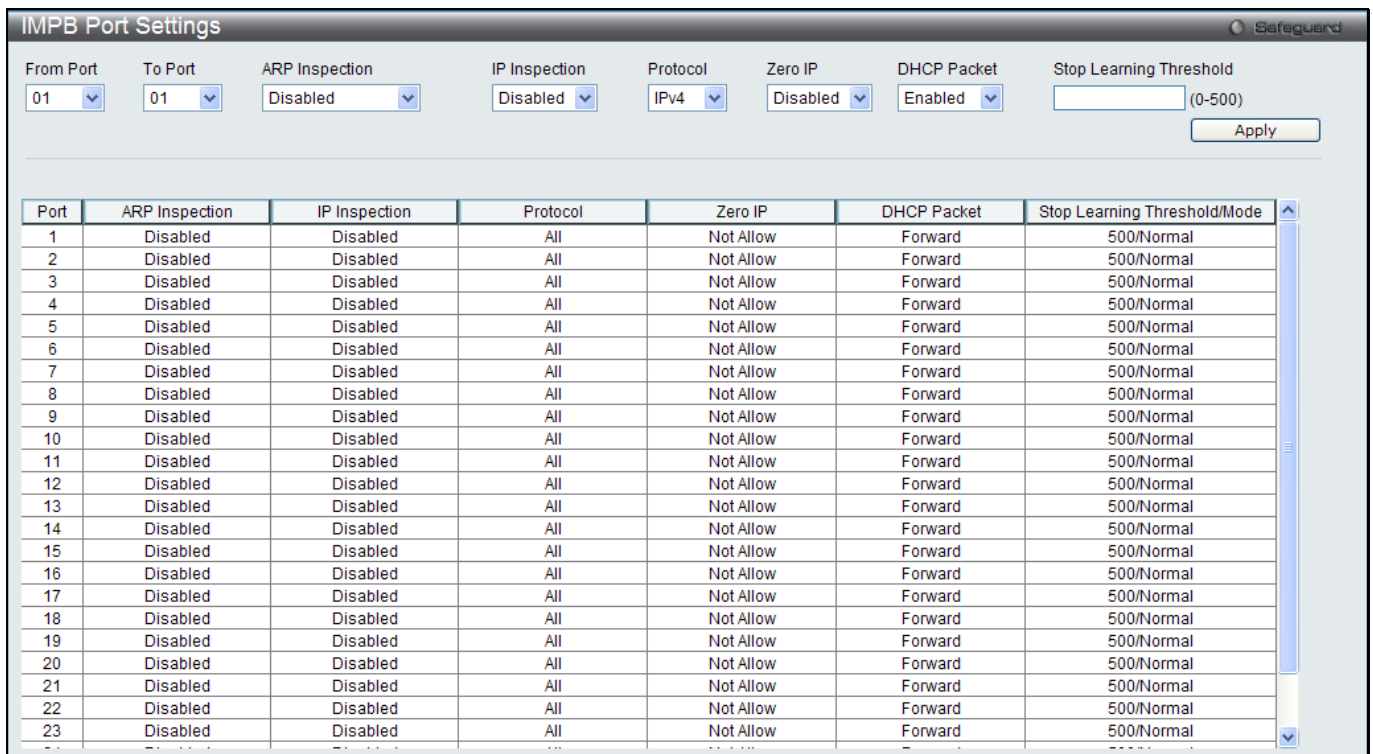 IMPB Port Settings
Safeguard
From Port To Port ARP Inspection IP Inspection Protocol Zero IP DHCP Packet Stop Learning Threshold
01 01 Disabled Disabled IPv4 Disabled Enabled (0-500)
Apply
Port ARP Inspection IP Inspection Protocol Zero IP DHCP Packet Stop Learning Threshold/Mode
1 Disabled Disabled All Not Allow Forward 500/Normal
2 Disabled Disabled All Not Allow Forward 500/Normal
3 Disabled Disabled All Not Allow Forward 500/Normal
4 Disabled Disabled All Not Allow Forward 500/Normal
5 Disabled Disabled All Not Allow Forward 500/Normal
6 Disabled Disabled All Not Allow Forward 500/Normal
7 Disabled Disabled All Not Allow Forward 500/Normal
8 Disabled Disabled All Not Allow Forward 500/Normal
9 Disabled Disabled All Not Allow Forward 500/Normal
10 Disabled Disabled All Not Allow Forward 500/Normal
11 Disabled Disabled All Not Allow Forward 500/Normal
12 Disabled Disabled All Not Allow Forward 500/Normal
13 Disabled Disabled All Not Allow Forward 500/Normal
14 Disabled Disabled All Not Allow Forward 500/Normal
15 Disabled Disabled All Not Allow Forward 500/Normal
16 Disabled Disabled All Not Allow Forward 500/Normal
17 Disabled Disabled All Not Allow Forward 500/Normal
18 Disabled Disabled All Not Allow Forward 500/Normal
19 Disabled Disabled All Not Allow Forward 500/Normal
20 Disabled Disabled All Not Allow Forward 500/Normal
21 Disabled Disabled All Not Allow Forward 500/Normal
22 Disabled Disabled All Not Allow Forward 500/Normal
23 Disabled Disabled All Not Allow Forward 500/Normal